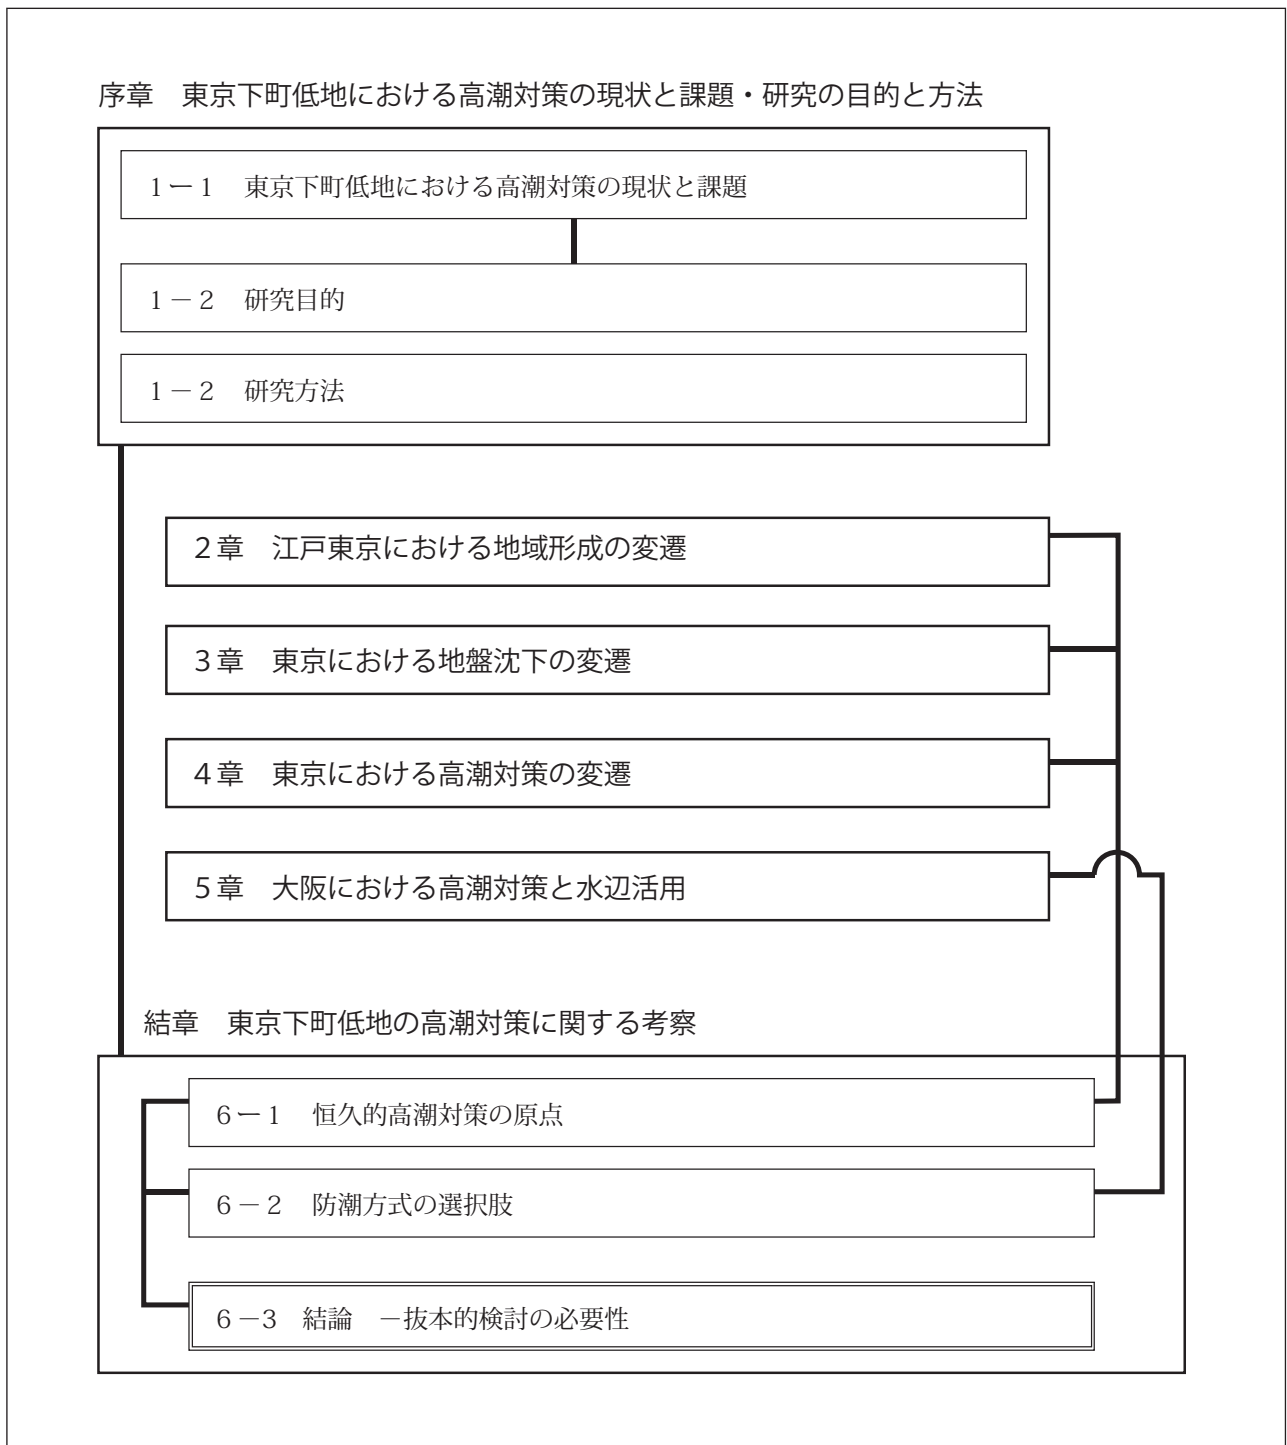 序章　東京下町低地における高潮対策の現状と課題・研究の目的と方法
1ー1　東京下町低地における高潮対策の現状と課題
1－2　研究目的
1－2　研究方法
2章　江戸東京における地域形成の変遷
3章　東京における地盤沈下の変遷
4章　東京における高潮対策の変遷
5章　大阪における高潮対策と水辺活用
結章　東京下町低地の高潮対策に関する考察
6ー1　恒久的高潮対策の原点
6－2　防潮方式の選択肢
6－3　結論　－抜本的検討の必要性